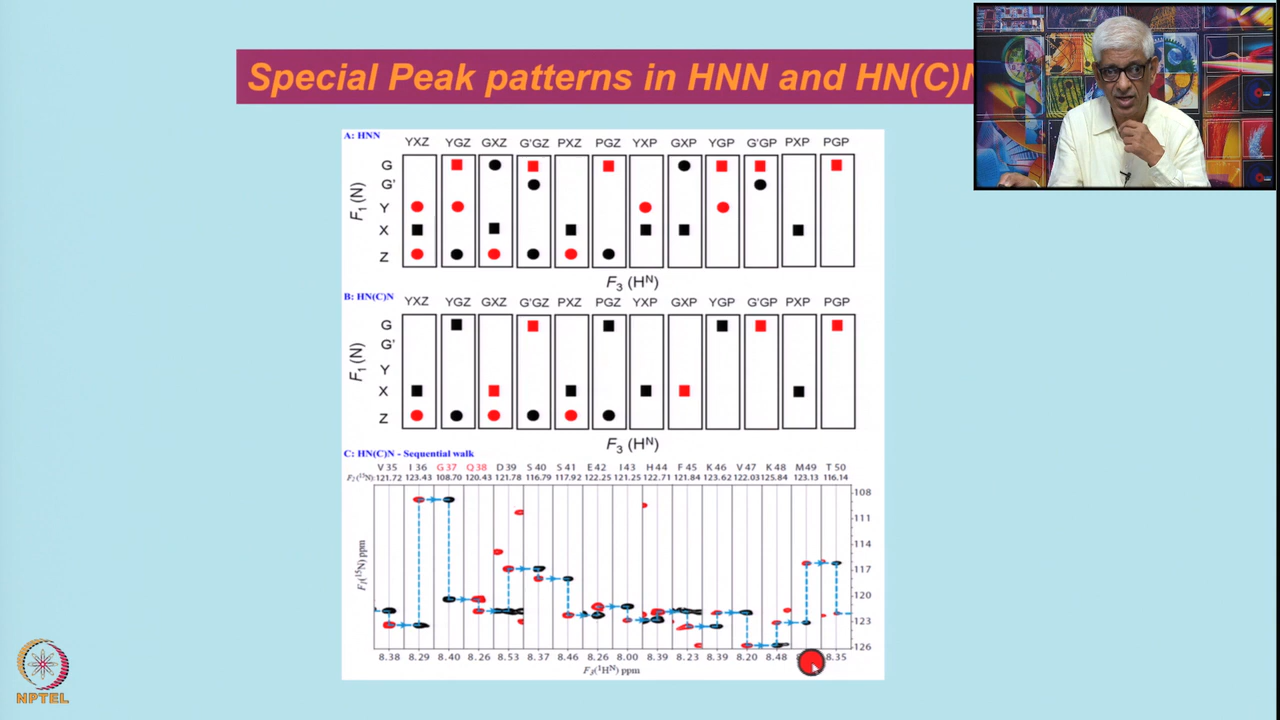 Special Peak patterns in HNN and HN(C)N
A: HNN
YXZ YGZ GXZ G'GZ PXZ PGZ YXP GXP YGP G'GP PXP PGP
G
G'
Y
X
Z
F1 (N)
F3 (HN)
B: HN(C)N
YXZ YGZ GXZ G'GZ PXZ PGZ YXP GXP YGP G'GP PXP PGP
G
G'
Y
X
Z
F1 (N)
F3 (HN)
C: HN(C)N - Sequential walk
V 35 I 36 G 37 Q 38 D 39 S 40 S 41 E 42 I 43 H 44 F 45 K 46 V 47 K 48 M 49 T 50
F2(15N) 121.72 123.43 108.70 120.43 121.78 116.79 117.92 122.25 121.25 122.71 121.84 123.62 122.03 125.84 123.13 116.14
108
111
114
117
120
123
126
F1(15N) ppm
8.38 8.29 8.40 8.26 8.53 8.37 8.46 8.26 8.00 8.39 8.23 8.39 8.20 8.48 8.35
F3(1HN) ppm
NPTEL